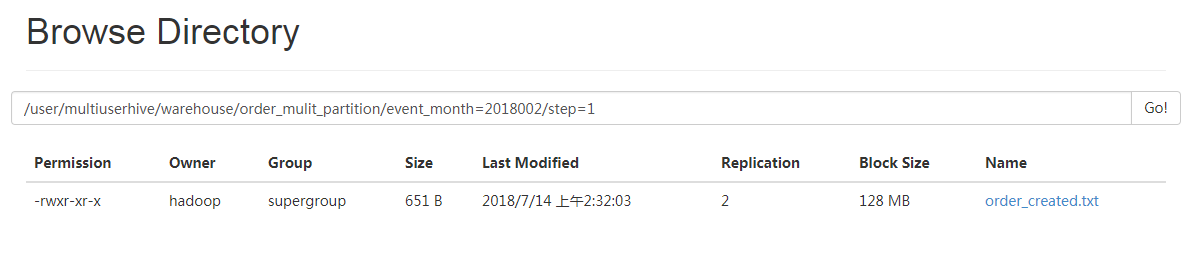 Browse Directory
/user/multiuserhive/warehouse/order_mulit_partition/event_month=2018002/step=1 Go!
Permission Owner Group Size Last Modified Replication Block Size Name
-rwxr-xr-x hadoop supergroup 651 B 2018/7/14 上午2:32:03 2 128 MB order_created.txt